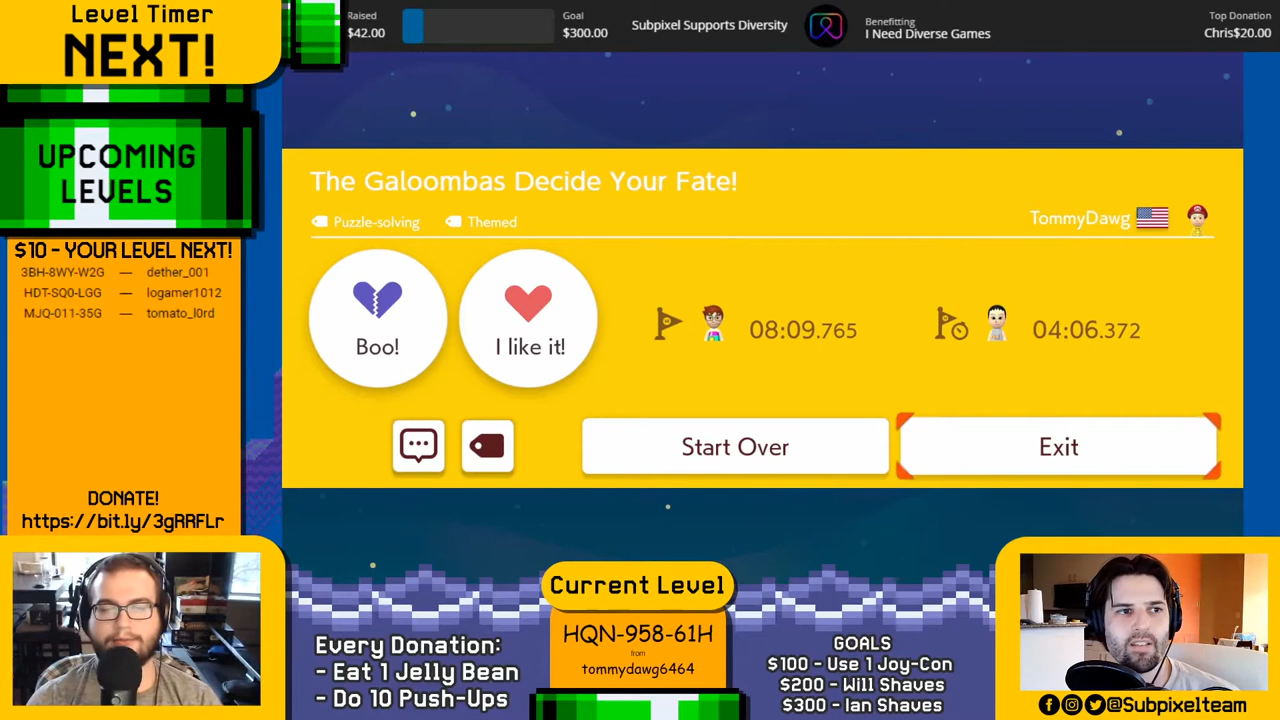 Level Timer
NEXT!
Raised
$42.00
Goal
$300.00
Subpixel Supports Diversity
Benefitting
I Need Diverse Games
Top Donation
Chris$20.00
UPCOMING
LEVELS
$10 - YOUR LEVEL NEXT!
3BH-8WY-W2G — dether_001
HDT-SQ0-LGG — logamer1012
MJQ-011-35G — tomato_l0rd
DONATE!
https://bit.ly/3gRRFLr
The Galoombas Decide Your Fate!
Puzzle-solving Themed
TommyDawg
Boo!
I like it!
08:09.765
04:06.372
Start Over
Exit
Current Level
HQN-958-61H
from
tommydawg6464
Every Donation:
- Eat 1 Jelly Bean
- Do 10 Push-Ups
GOALS
$100 - Use 1 Joy-Con
$200 - Will Shaves
$300 - Ian Shaves
@Subpixelteam